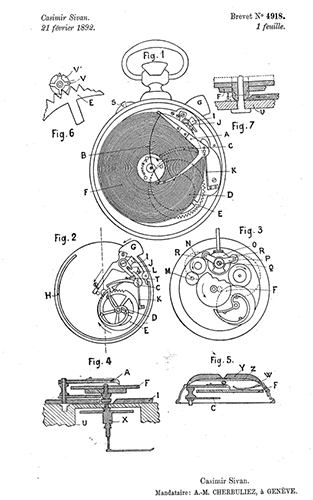 Casimir Sivan.
21 février 1892.
Brevet Nº 4918.
1 feuille.
Fig. 1
V'
V
E
Fig. 6
S
G
I
J
A
C
B
K
F
D
E
F
I
U
Fig. 7
Fig. 2
G
I
J
L
T
C
K
H
D
E
Fig. 3
N
O
R
R
P
Q
M
F
Fig. 4
A
F
I
U
X
Fig. 5.
Y Z
W
F
C
Casimir Sivan.
Mandataire: A.-M. CHERBULIEZ, à GENÈVE.